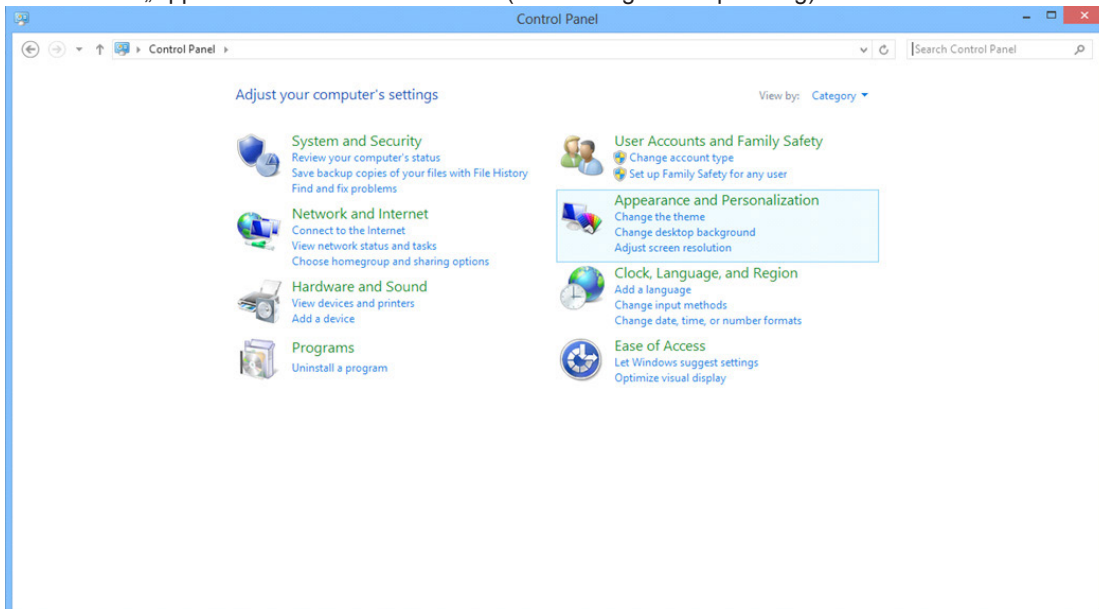 Control Panel
Control Panel
Search Control Panel
Adjust your computer's settings
View by: Category
System and Security
Review your computer's status
Save backup copies of your files with File History
Find and fix problems
Network and Internet
Connect to the Internet
View network status and tasks
Choose homegroup and sharing options
Hardware and Sound
View devices and printers
Add a device
Programs
Uninstall a program
User Accounts and Family Safety
Change account type
Set up Family Safety for any user
Appearance and Personalization
Change the theme
Change desktop background
Adjust screen resolution
Clock, Language, and Region
Add a language
Change input methods
Change date, time, or number formats
Ease of Access
Let Windows suggest settings
Optimize visual display